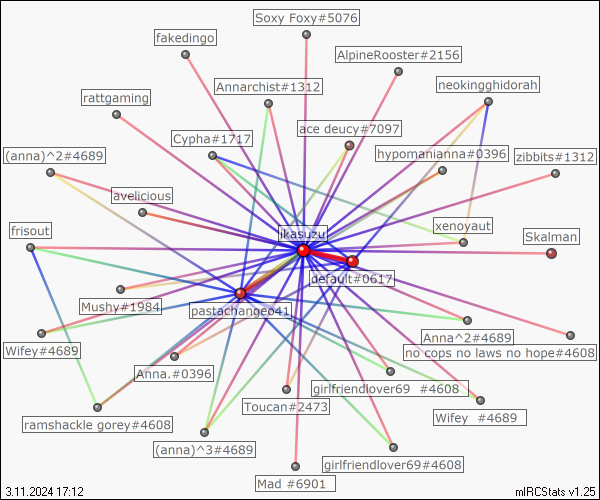 Soxy Foxy#5076
fakedingo
AlpineRooster#2156
Annarchist#1312
neokingghidorah
rattgaming
ace deucy#7097
Cypha#1717
hypomanianna#0396
(anna)^2#4689
zibbits#1312
avelicious
xenoyaut
frisout
jkasuzu
Skalman
default#0617
Mushy#1984
pastachangeo41
Anna^2#4689
Wifey#4689
no cops no laws no hope#4608
Anna.#0396
girlfriendlover69 #4608
Toucan#2473
Wifey #4689
ramshackle gorey#4608
(anna)^3#4689
girlfriendlover69#4608
Mad #6901
3.11.2024 17:12
mIRCStats v1.25